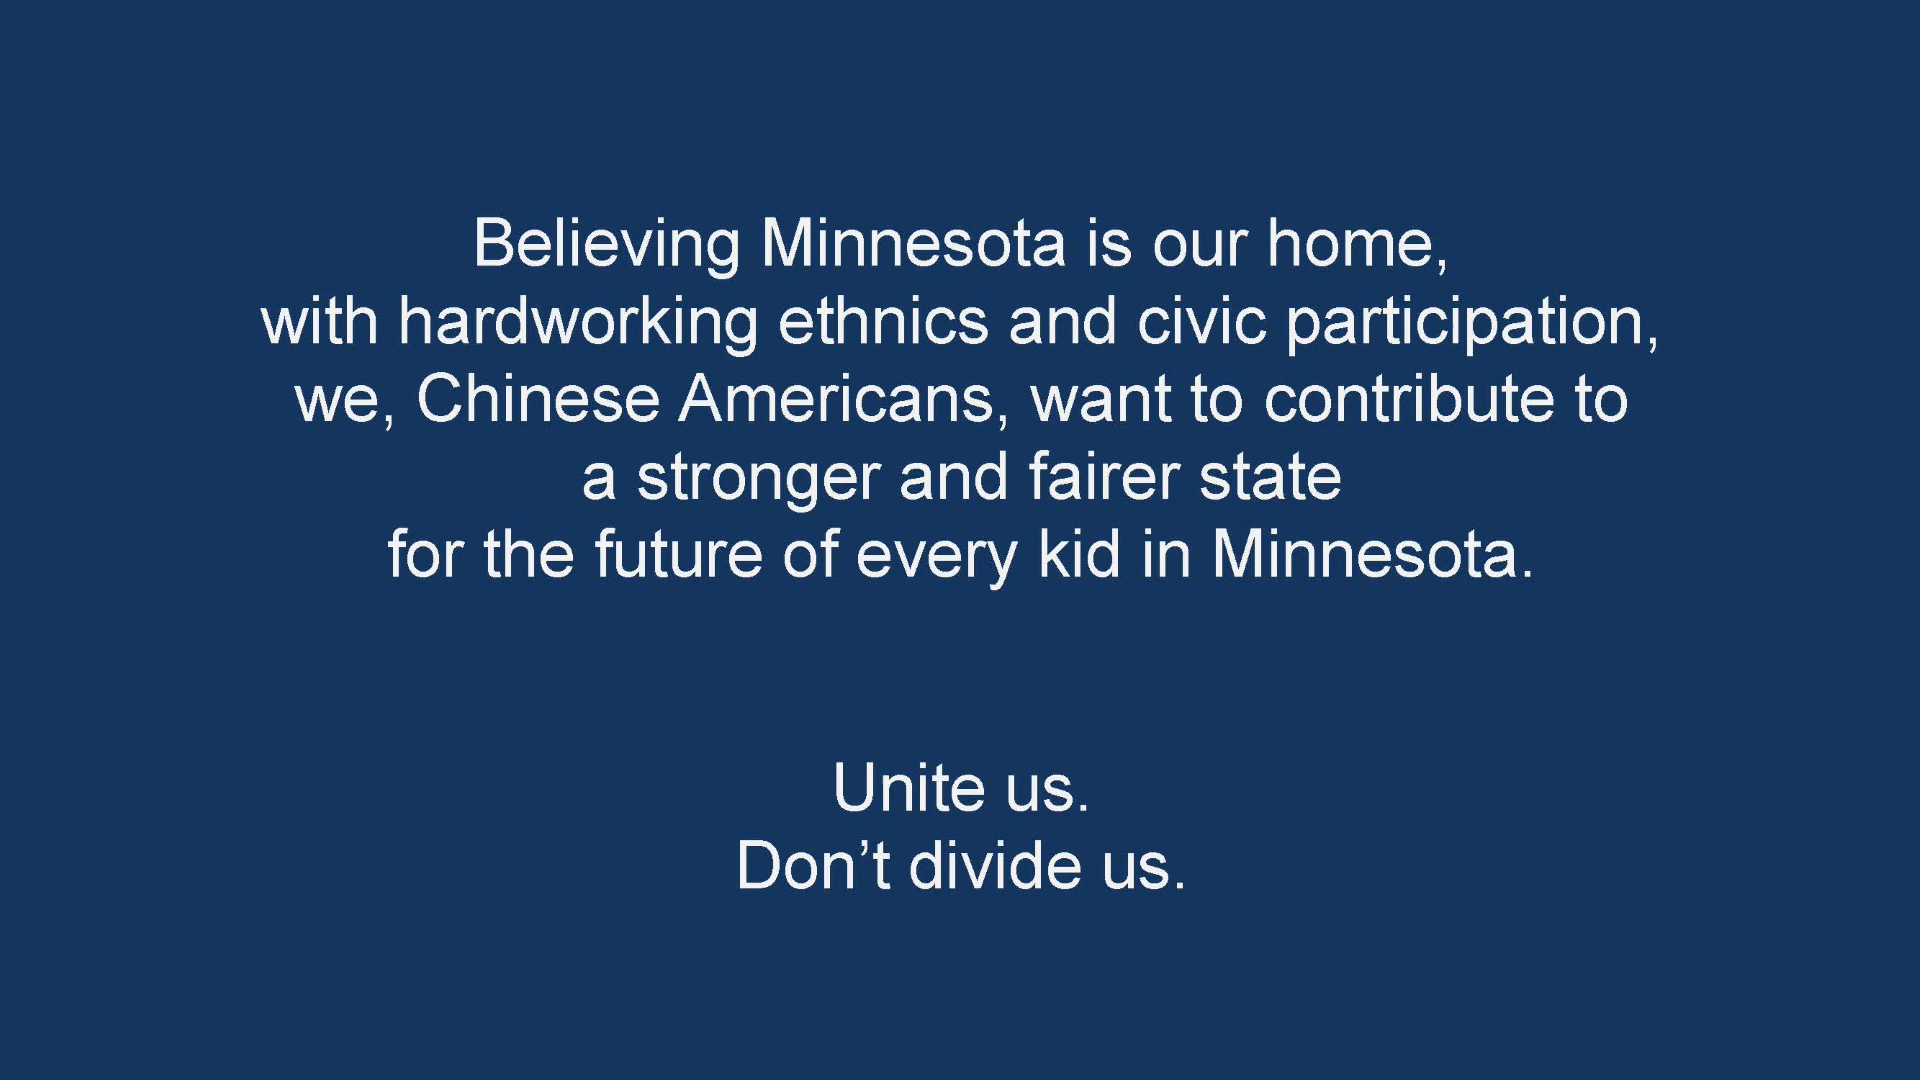 Believing Minnesota is our home,
with hardworking ethnics and civic participation,
we, Chinese Americans, want to contribute to
a stronger and fairer state
for the future of every kid in Minnesota.
Unite us.
Don’t divide us.